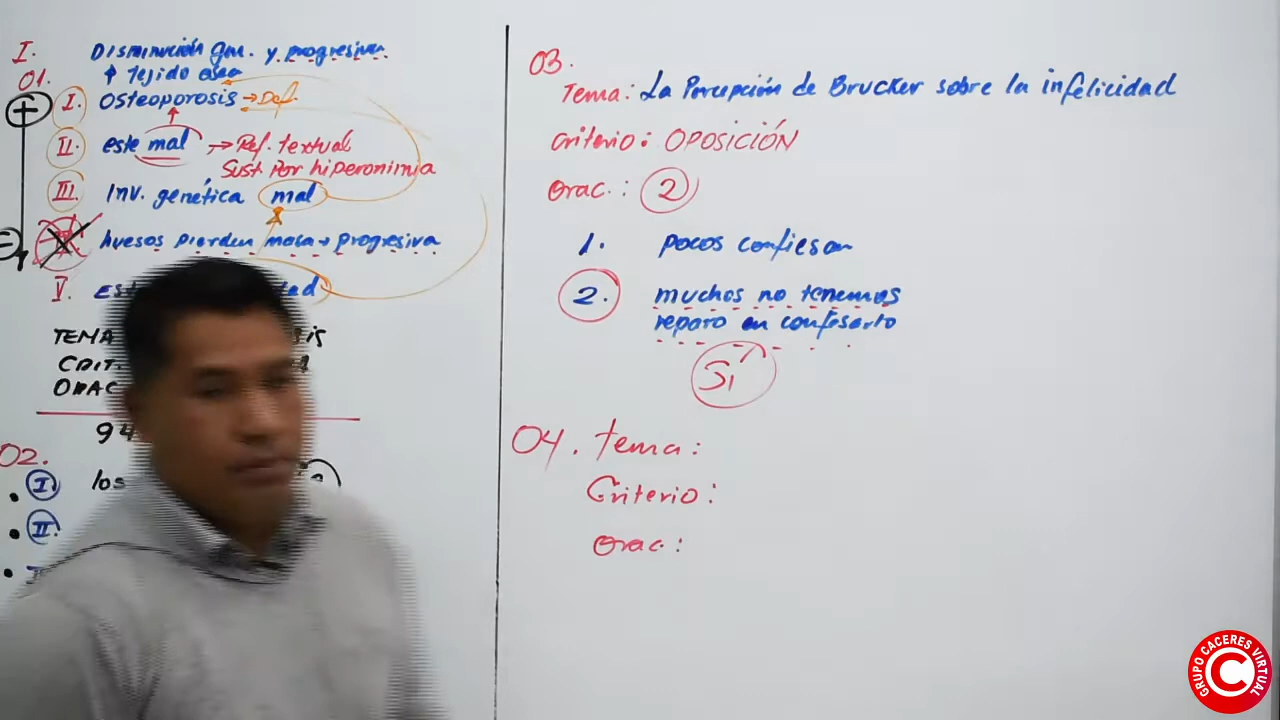 I. Disminución Gen. y progresiva
01. ↑ Tejido óseo
I. Osteoporosis → Def.
II. este mal → Ref. textual
Sust Por hiperonimia
III. Inv. genética mal
huesos pierden masa → progresiva
V.
TEMA
ORAC
94
02.
I los
II
03.
Tema: La Percepción de Brucker sobre la infelicidad
Criterio: OPOSICIÓN
Orac.: 2
1. pocos confiesan
2. muchos no tenemos
reparo en confesarlo
Si
04. Tema:
Criterio:
Orac:
GRUPO CACERES VIRTUAL
C